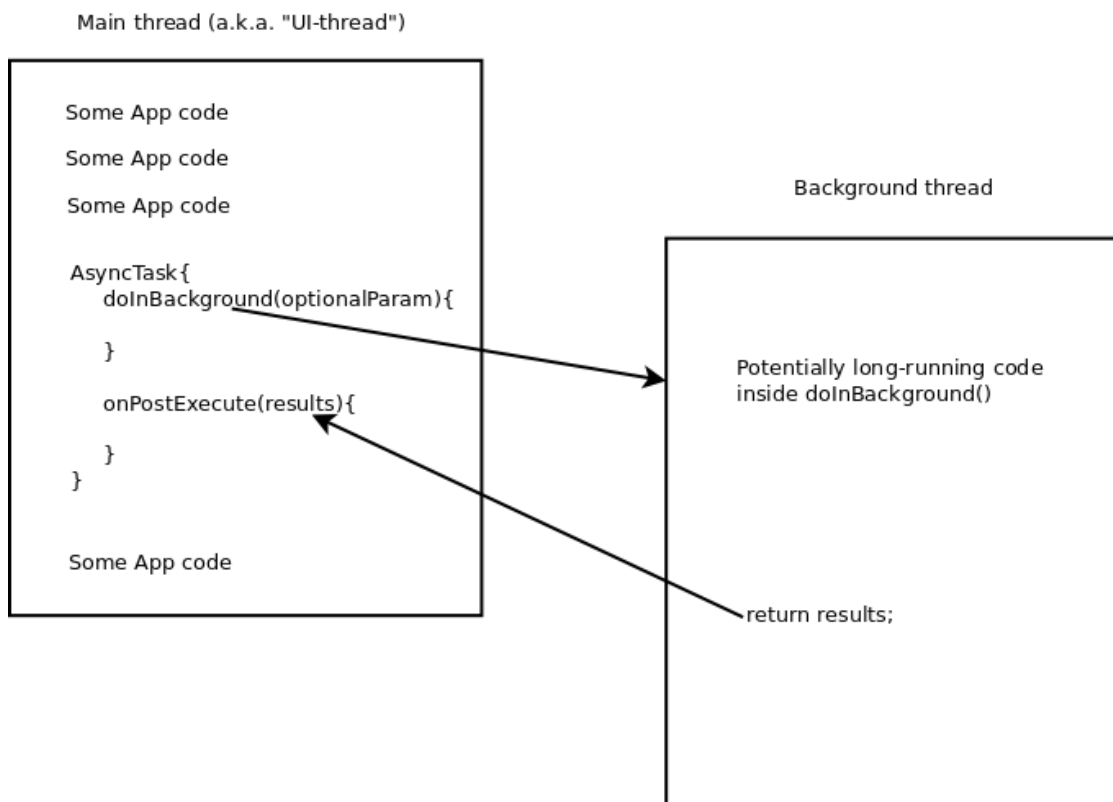 Main thread (a.k.a. "UI-thread")
Some App code
Some App code
Some App code
AsyncTask{
doInBackground(optionalParam){
}
onPostExecute(results){
}
}
Some App code
Background thread
Potentially long-running code
inside doInBackground()
return results;